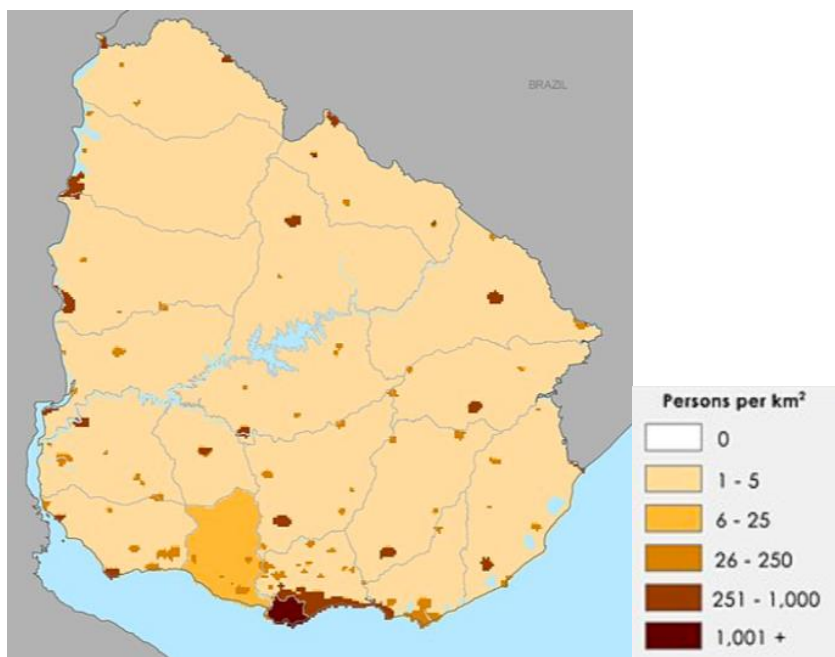 BRAZIL
Persons per km²
0
1 - 5
6 - 25
26 - 250
251 - 1,000
1,001 +